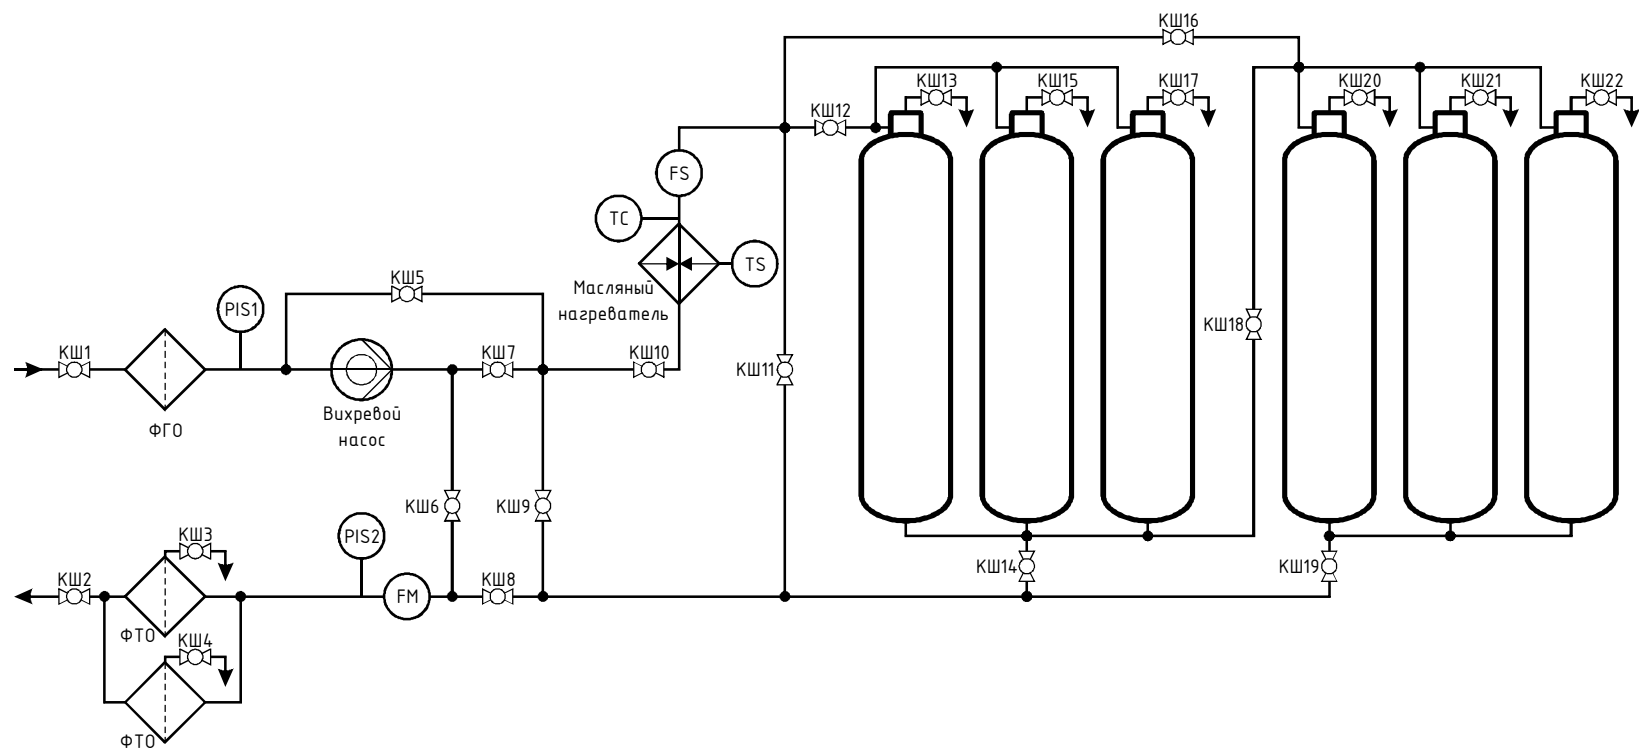 КШ16
КШ13
КШ15
КШ17
КШ20
КШ21
КШ22
КШ12
FS
TC
TS
Масляный
нагреватель
КШ5
PIS1
КШ18
КШ1
КШ7
КШ10
КШ11
ФГО
Вихревой
насос
КШ6
КШ9
КШ3
PIS2
КШ14
КШ19
КШ2
КШ8
FM
ФТО
КШ4
ФТО